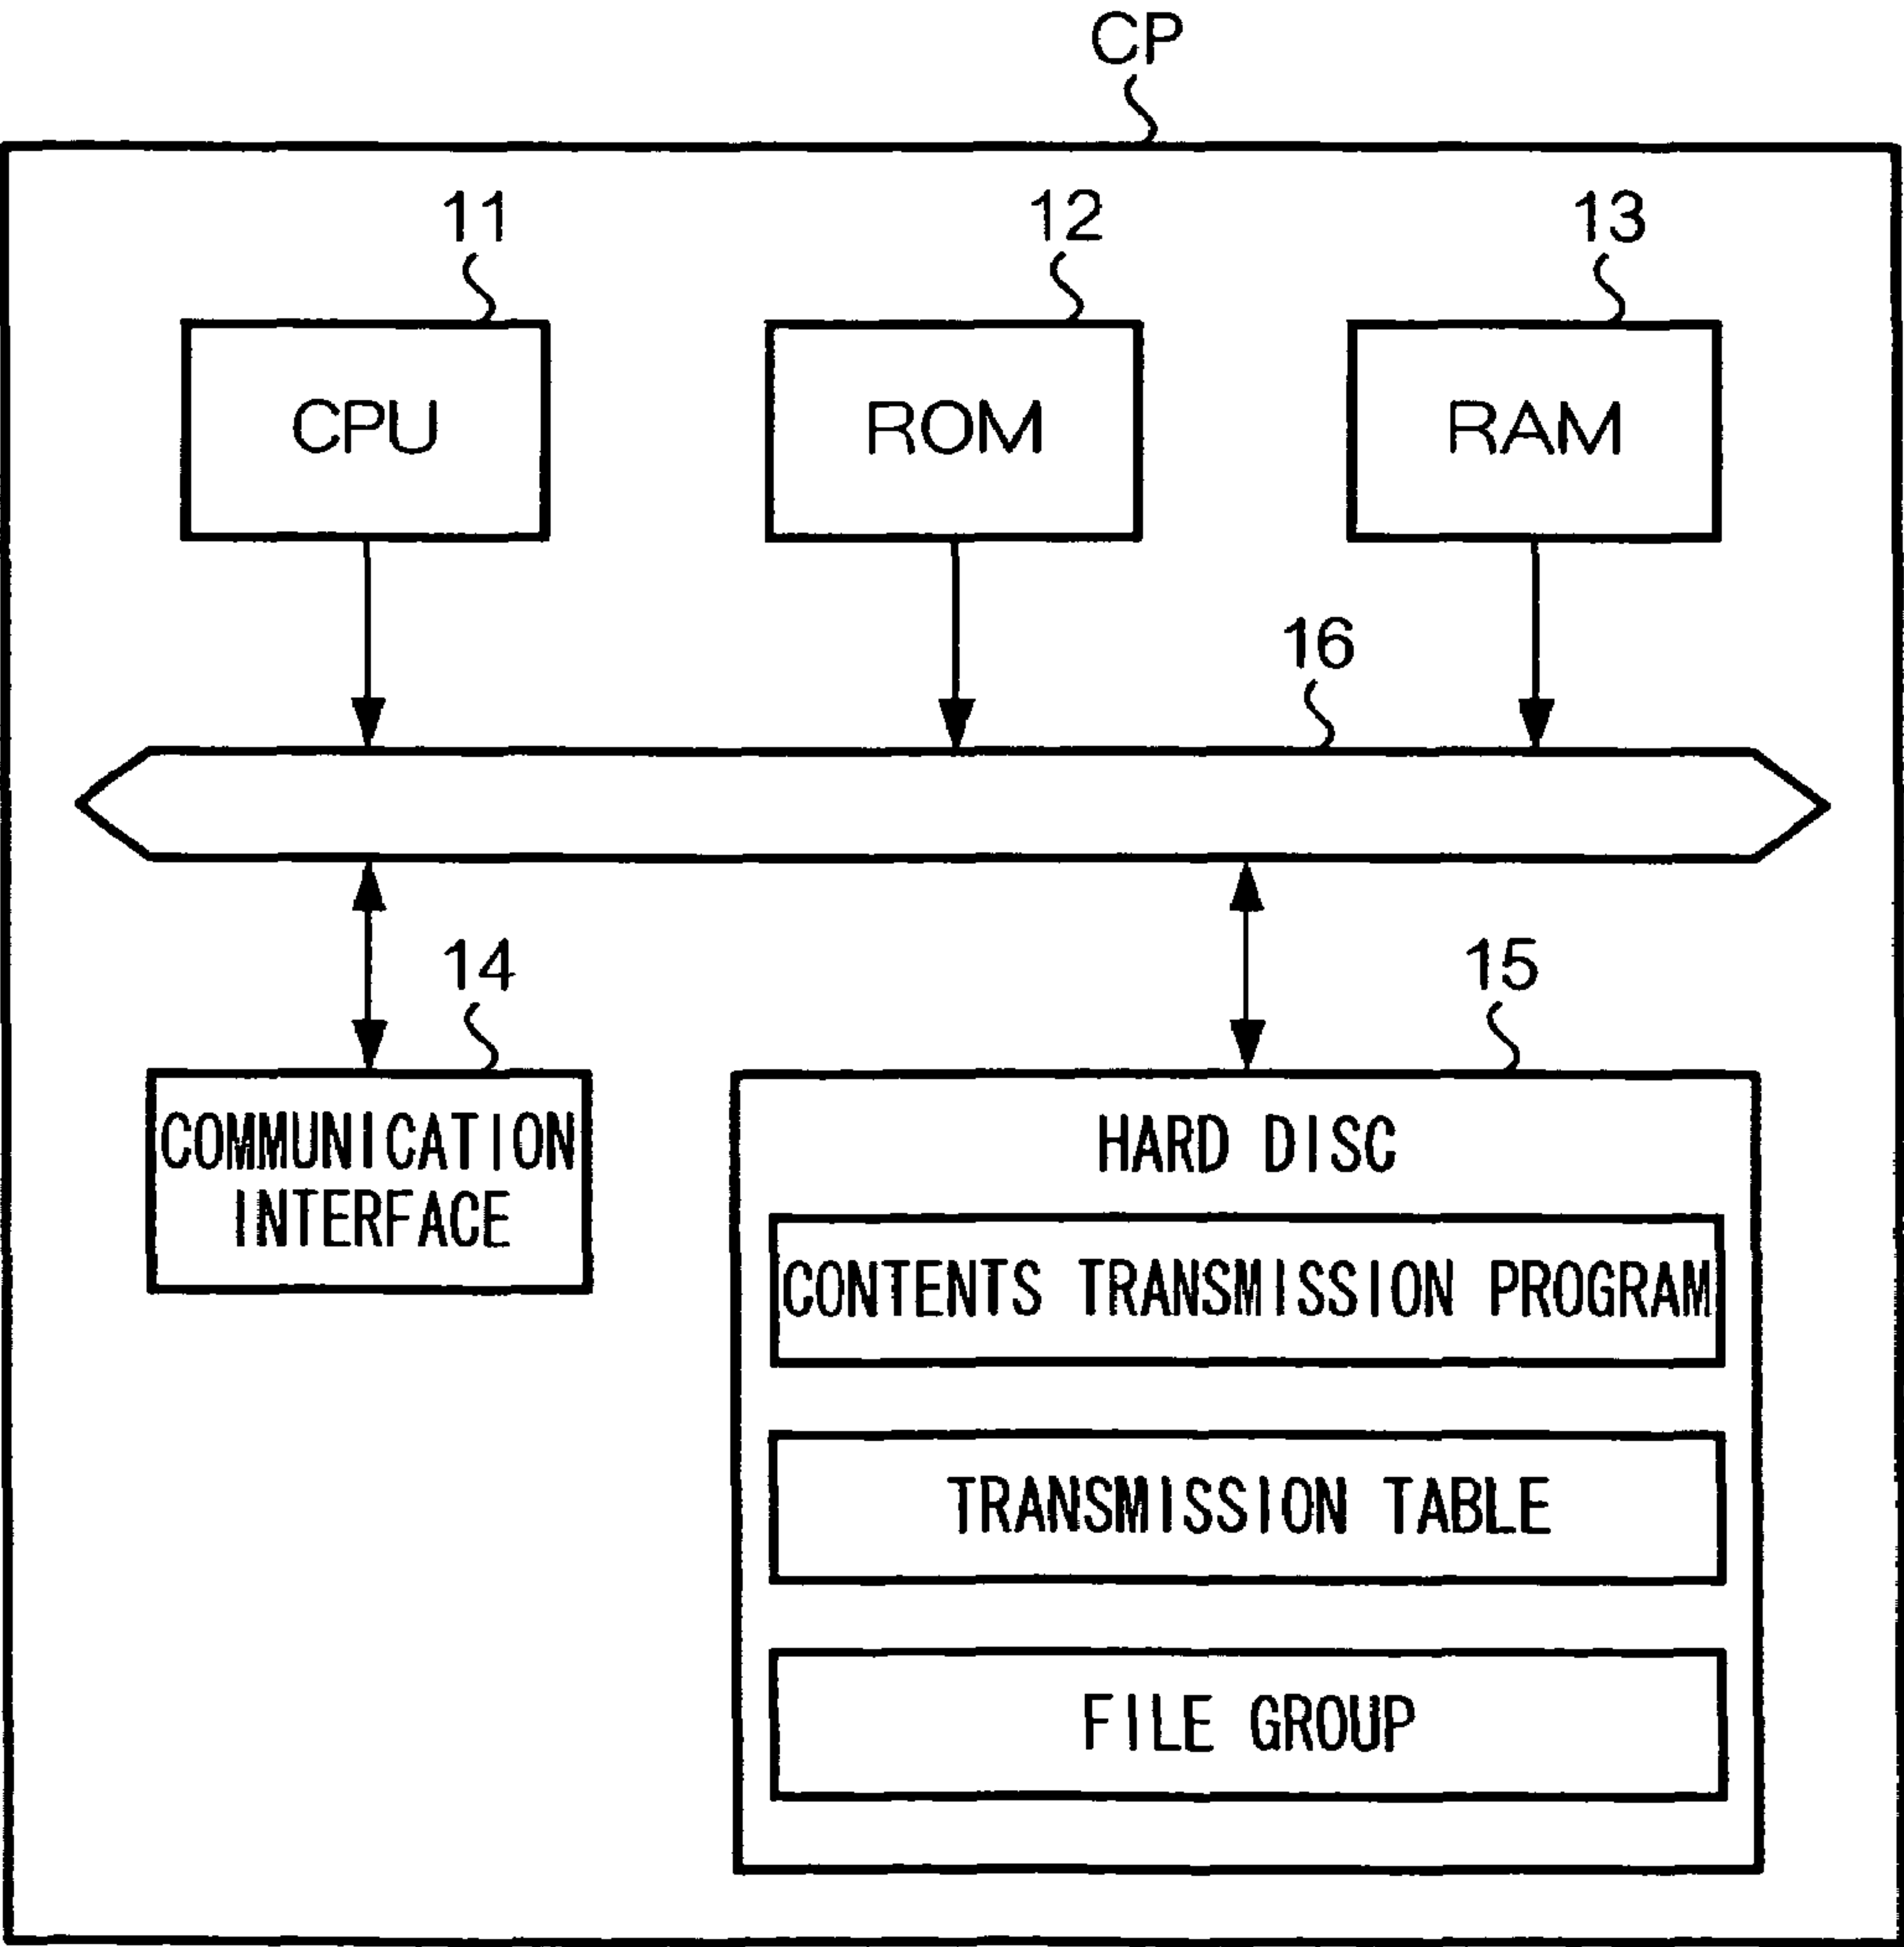 CP
11
12
13
CPU
ROM
RAM
16
14
15
COMMUNICATION
INTERFACE
HARD DISC
CONTENTS TRANSMISSION PROGRAM
TRANSMISSION TABLE
FILE GROUP